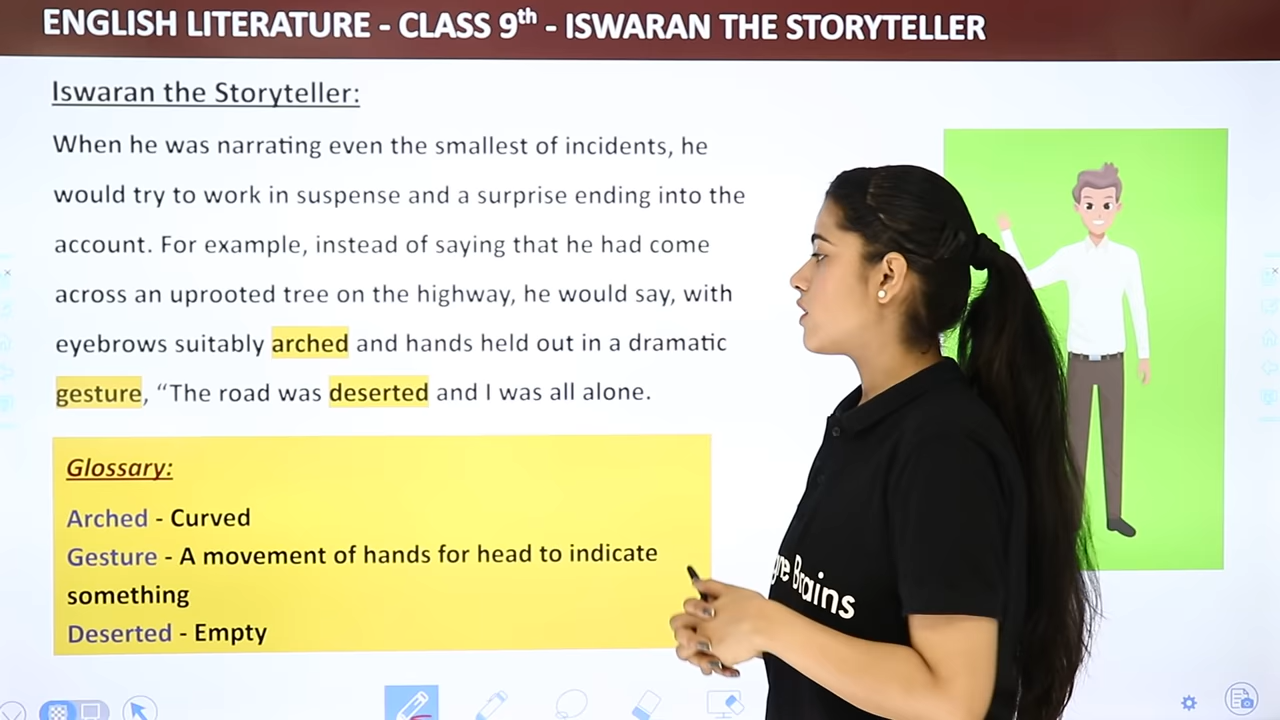 ENGLISH LITERATURE - CLASS 9th - ISWARAN THE STORYTELLER
Iswaran the Storyteller:
When he was narrating even the smallest of incidents, he
would try to work in suspense and a surprise ending into the
account. For example, instead of saying that he had come
across an uprooted tree on the highway, he would say, with
eyebrows suitably arched and hands held out in a dramatic
gesture, “The road was deserted and I was all alone.
Glossary:
Arched - Curved
Gesture - A movement of hands for head to indicate
something
Deserted - Empty
Brains